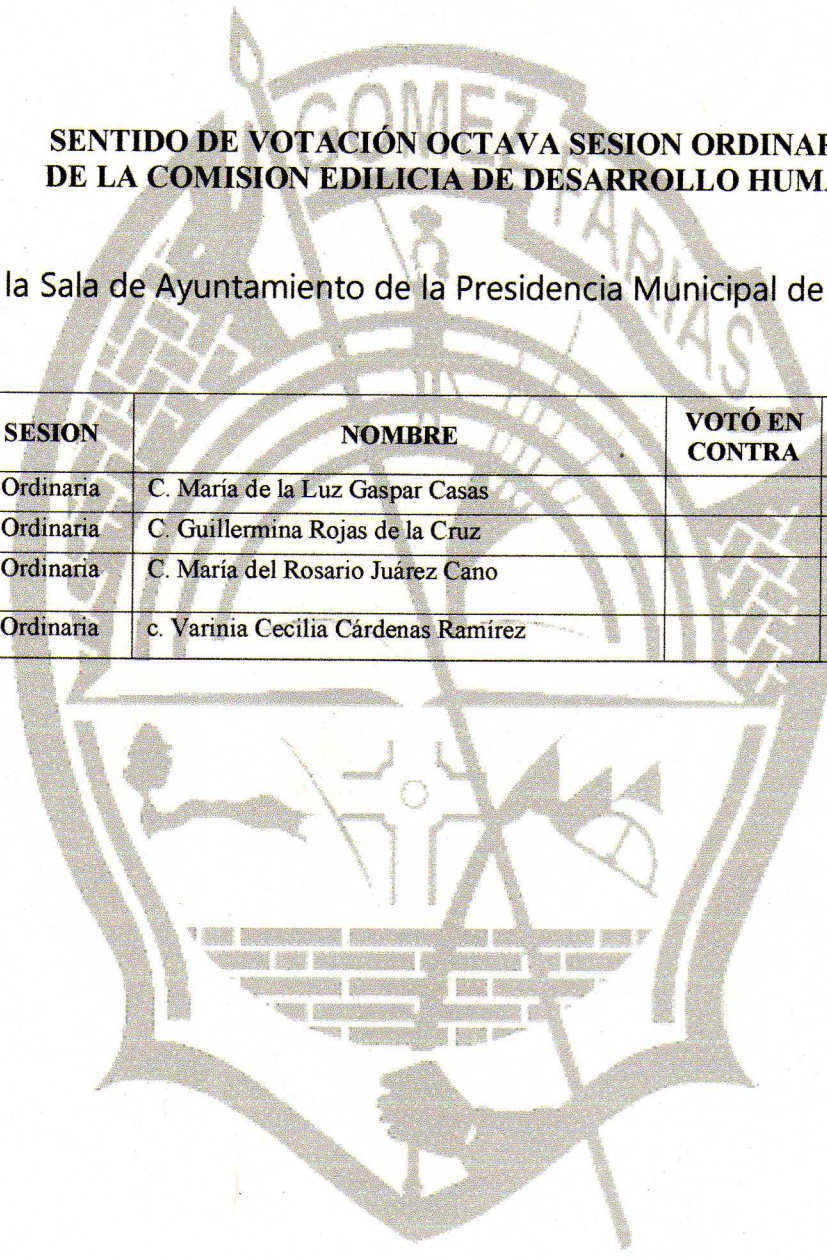 GOMEZ FARIAS
SENTIDO DE VOTACIÓN OCTAVA SESION ORDINAR
DE LA COMISION EDILICIA DE DESARROLLO HUMA
la Sala de Ayuntamiento de la Presidencia Municipal de
SESION NOMBRE VOTÓ EN CONTRA
Ordinaria C. María de la Luz Gaspar Casas
Ordinaria C. Guillermina Rojas de la Cruz
Ordinaria C. María del Rosario Juárez Cano
Ordinaria c. Varinia Cecilia Cárdenas Ramírez